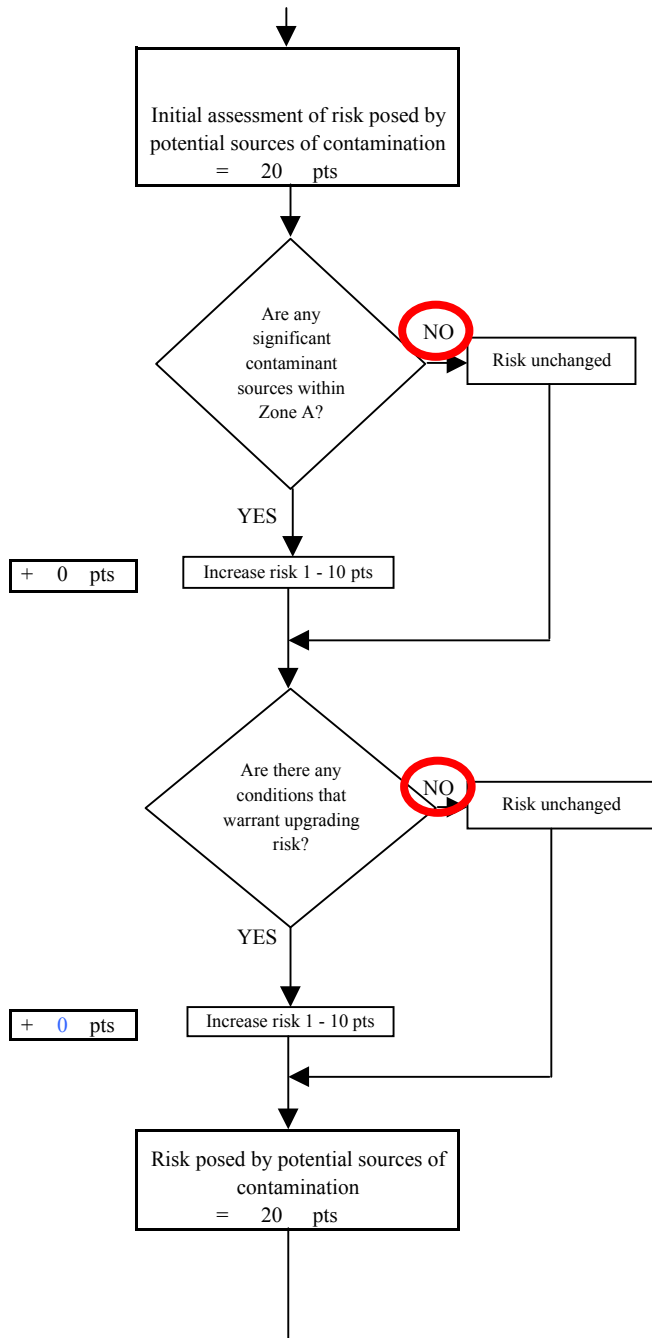 Initial assessment of risk posed by
potential sources of contamination
= 20 pts
Are any
significant
contaminant
sources within
Zone A?
NO
Risk unchanged
YES
+ 0 pts
Increase risk 1 - 10 pts
Are there any
conditions that
warrant upgrading
risk?
NO
Risk unchanged
YES
+ 0 pts
Increase risk 1 - 10 pts
Risk posed by potential sources of
contamination
= 20 pts